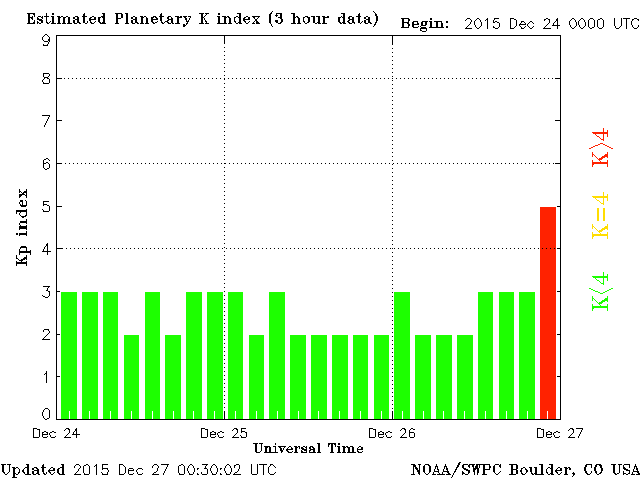 Estimated Planetary K index (3 hour data)
Begin: 2015 Dec 24 0000 UTC
9
8
7
6
5
4
3
2
1
0
Kp index
K>4
K=4
K<4
Dec 24
Dec 25
Dec 26
Dec 27
Universal Time
Updated 2015 Dec 27 00:30:02 UTC
NOAA/SWPC Boulder, CO USA